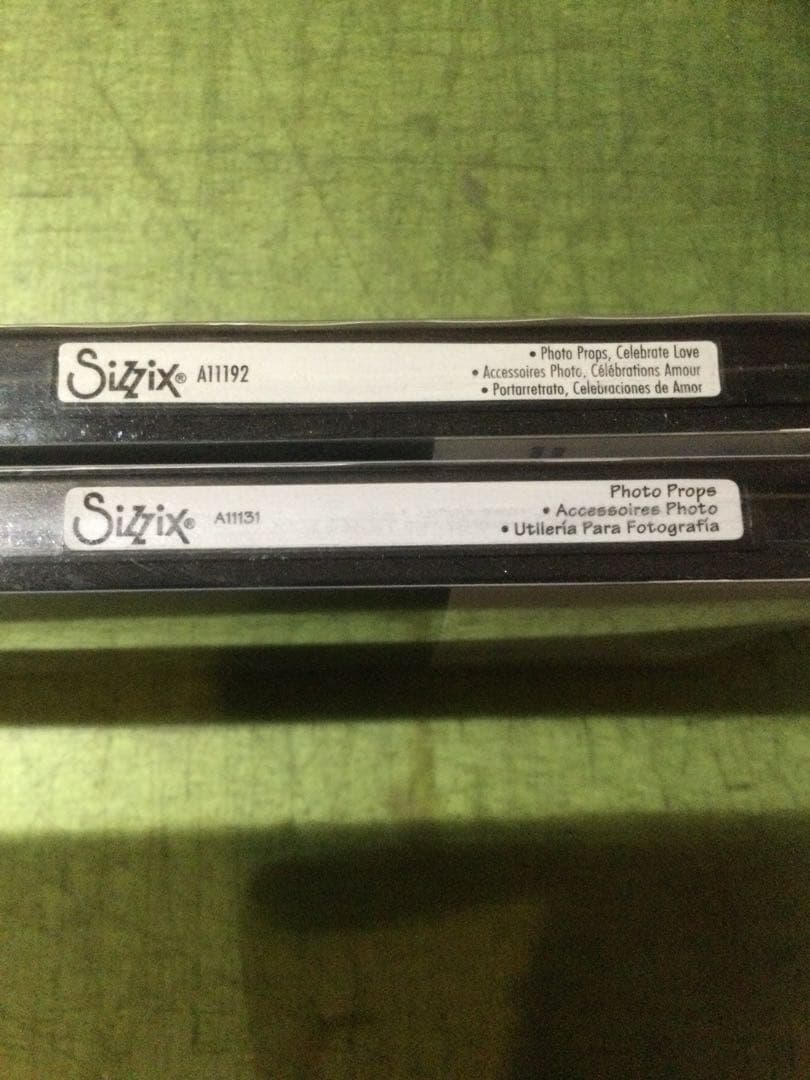 Sizzix® A11192
• Photo Props, Celebrate Love
• Accessoires Photo, Célébrations Amour
• Portarretrato, Celebraciones de Amor
Sizzix® A11131
Photo Props
• Accessoires Photo
• Utilería Para Fotografía